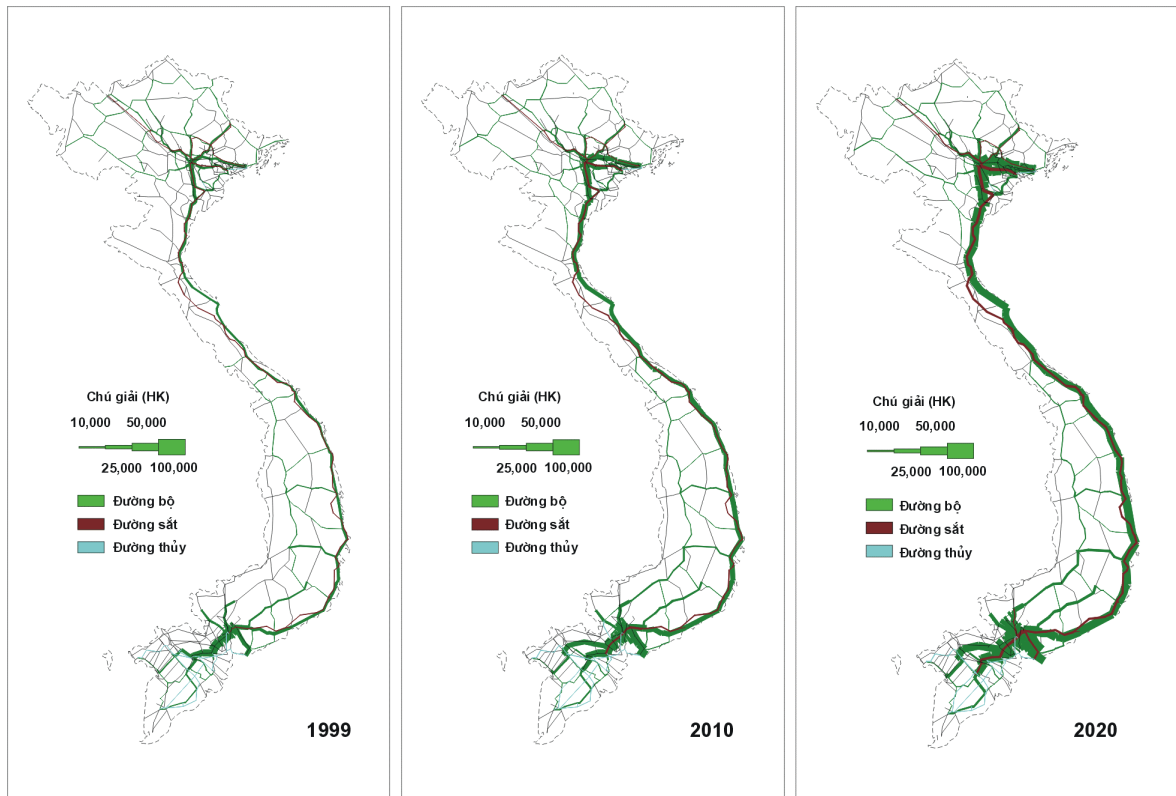 Chú giải (HK)
10,000 50,000
25,000 100,000
Đường bộ
Đường sắt
Đường thủy
1999
Chú giải (HK)
10,000 50,000
25,000 100,000
Đường bộ
Đường sắt
Đường thủy
2010
Chú giải (HK)
10,000 50,000
25,000 100,000
Đường bộ
Đường sắt
Đường thủy
2020